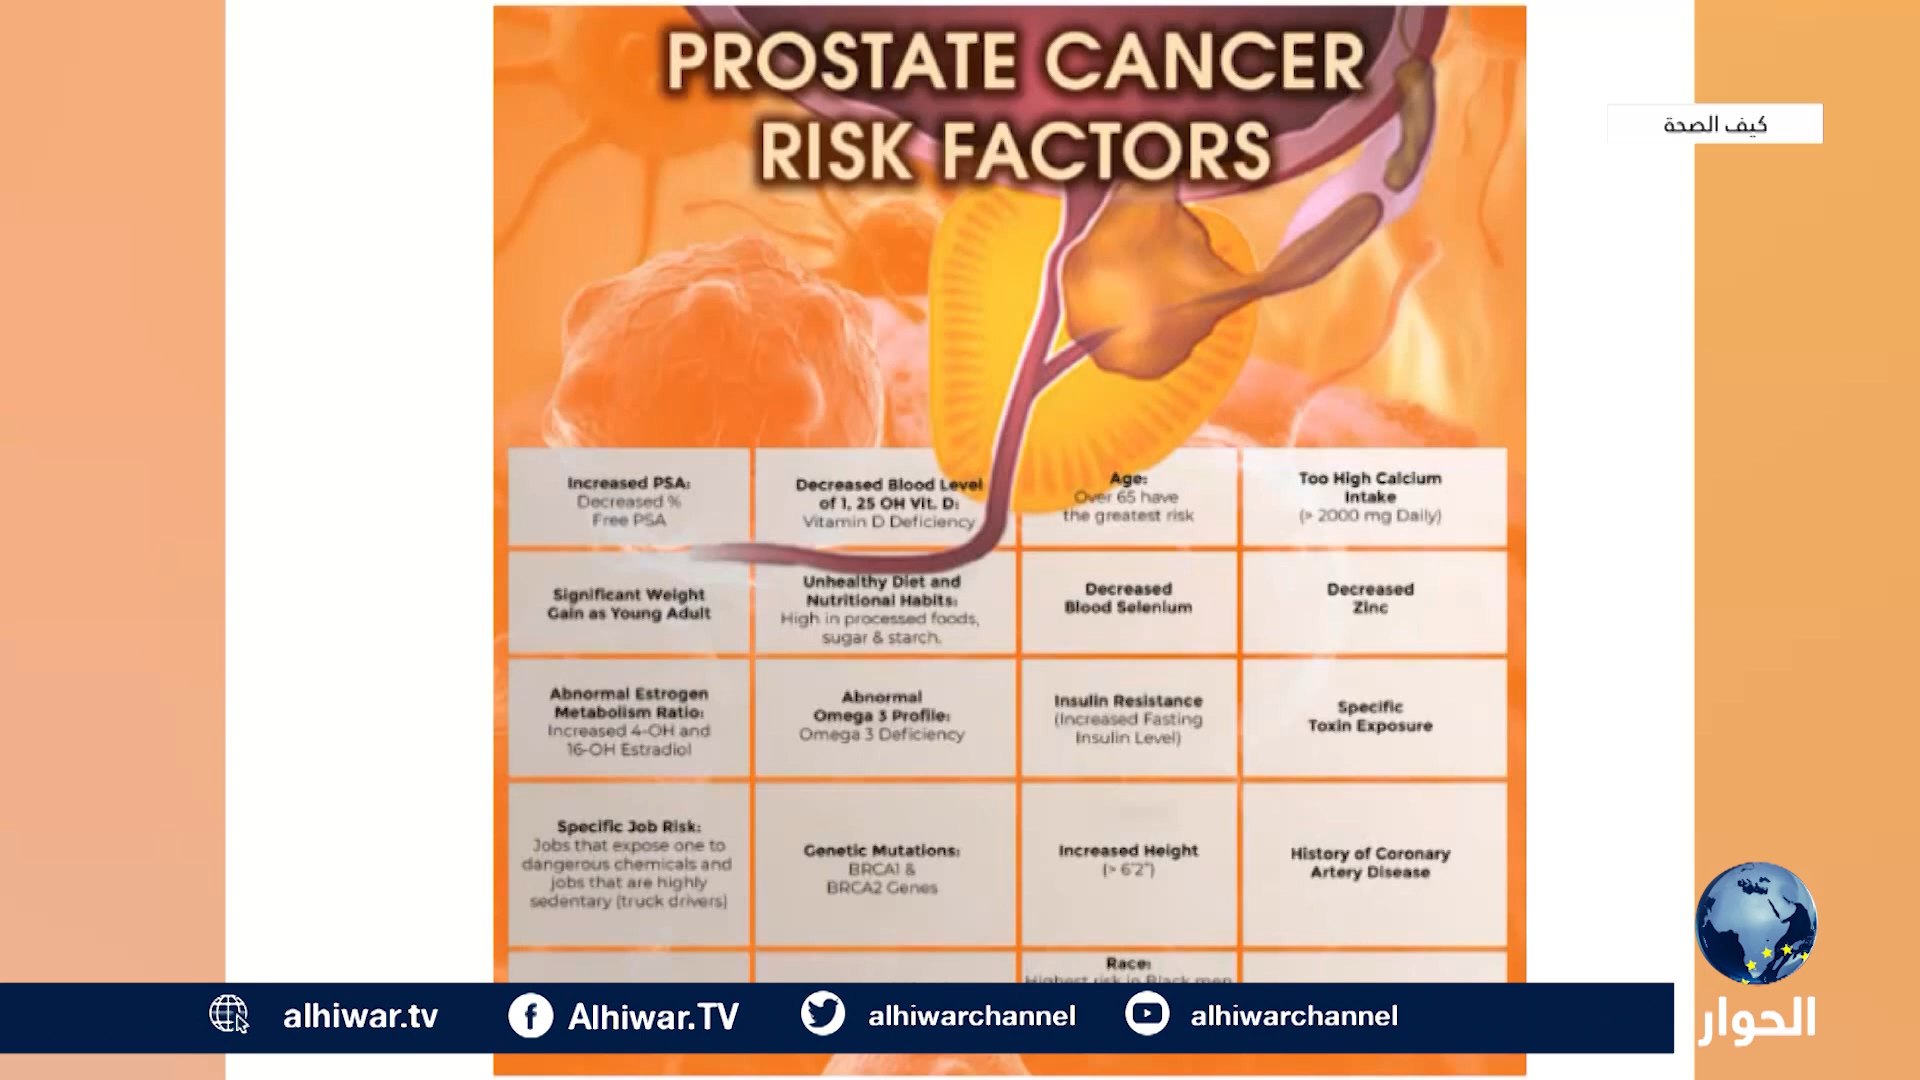 PROSTATE CANCER
RISK FACTORS
كيف الصحة
Increased PSA:
Decreased %
Free PSA
Decreased Blood Level
of 1, 25 OH Vit. D:
Vitamin D Deficiency
Age:
Over 65 have
the greatest risk
Too High Calcium
Intake
(> 2000 mg Daily)
Significant Weight
Gain as Young Adult
Unhealthy Diet and
Nutritional Habits:
High in processed foods,
sugar & starch.
Decreased
Blood Selenium
Decreased
Zinc
Abnormal Estrogen
Metabolism Ratio:
Increased 4-OH and
16-OH Estradiol
Abnormal
Omega 3 Profile:
Omega 3 Deficiency
Insulin Resistance
(Increased Fasting
Insulin Level)
Specific
Toxin Exposure
Specific Job Risk:
Jobs that expose one to
dangerous chemicals and
jobs that are highly
sedentary (truck drivers)
Genetic Mutations:
BRCA1 &
BRCA2 Genes
Increased Height
(> 6'2")
History of Coronary
Artery Disease
Race:
Highest risk in Black men
alhiwar.tv
Alhiwar.TV
alhiwarchannel
alhiwarchannel
الحوار